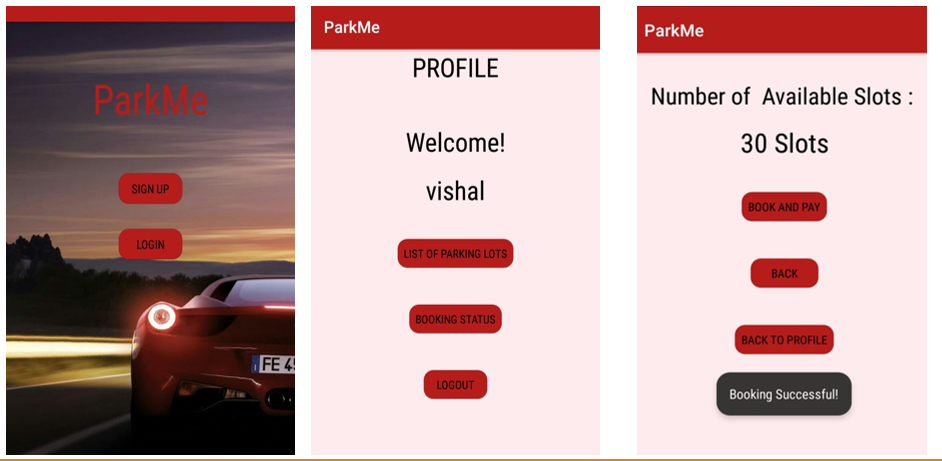 ParkMe
SIGN UP
LOGIN
FE 45
ParkMe
PROFILE
Welcome!
vishal
LIST OF PARKING LOTS
BOOKING STATUS
LOGOUT
ParkMe
Number of Available Slots :
30 Slots
BOOK AND PAY
BACK
BACK TO PROFILE
Booking Successful!